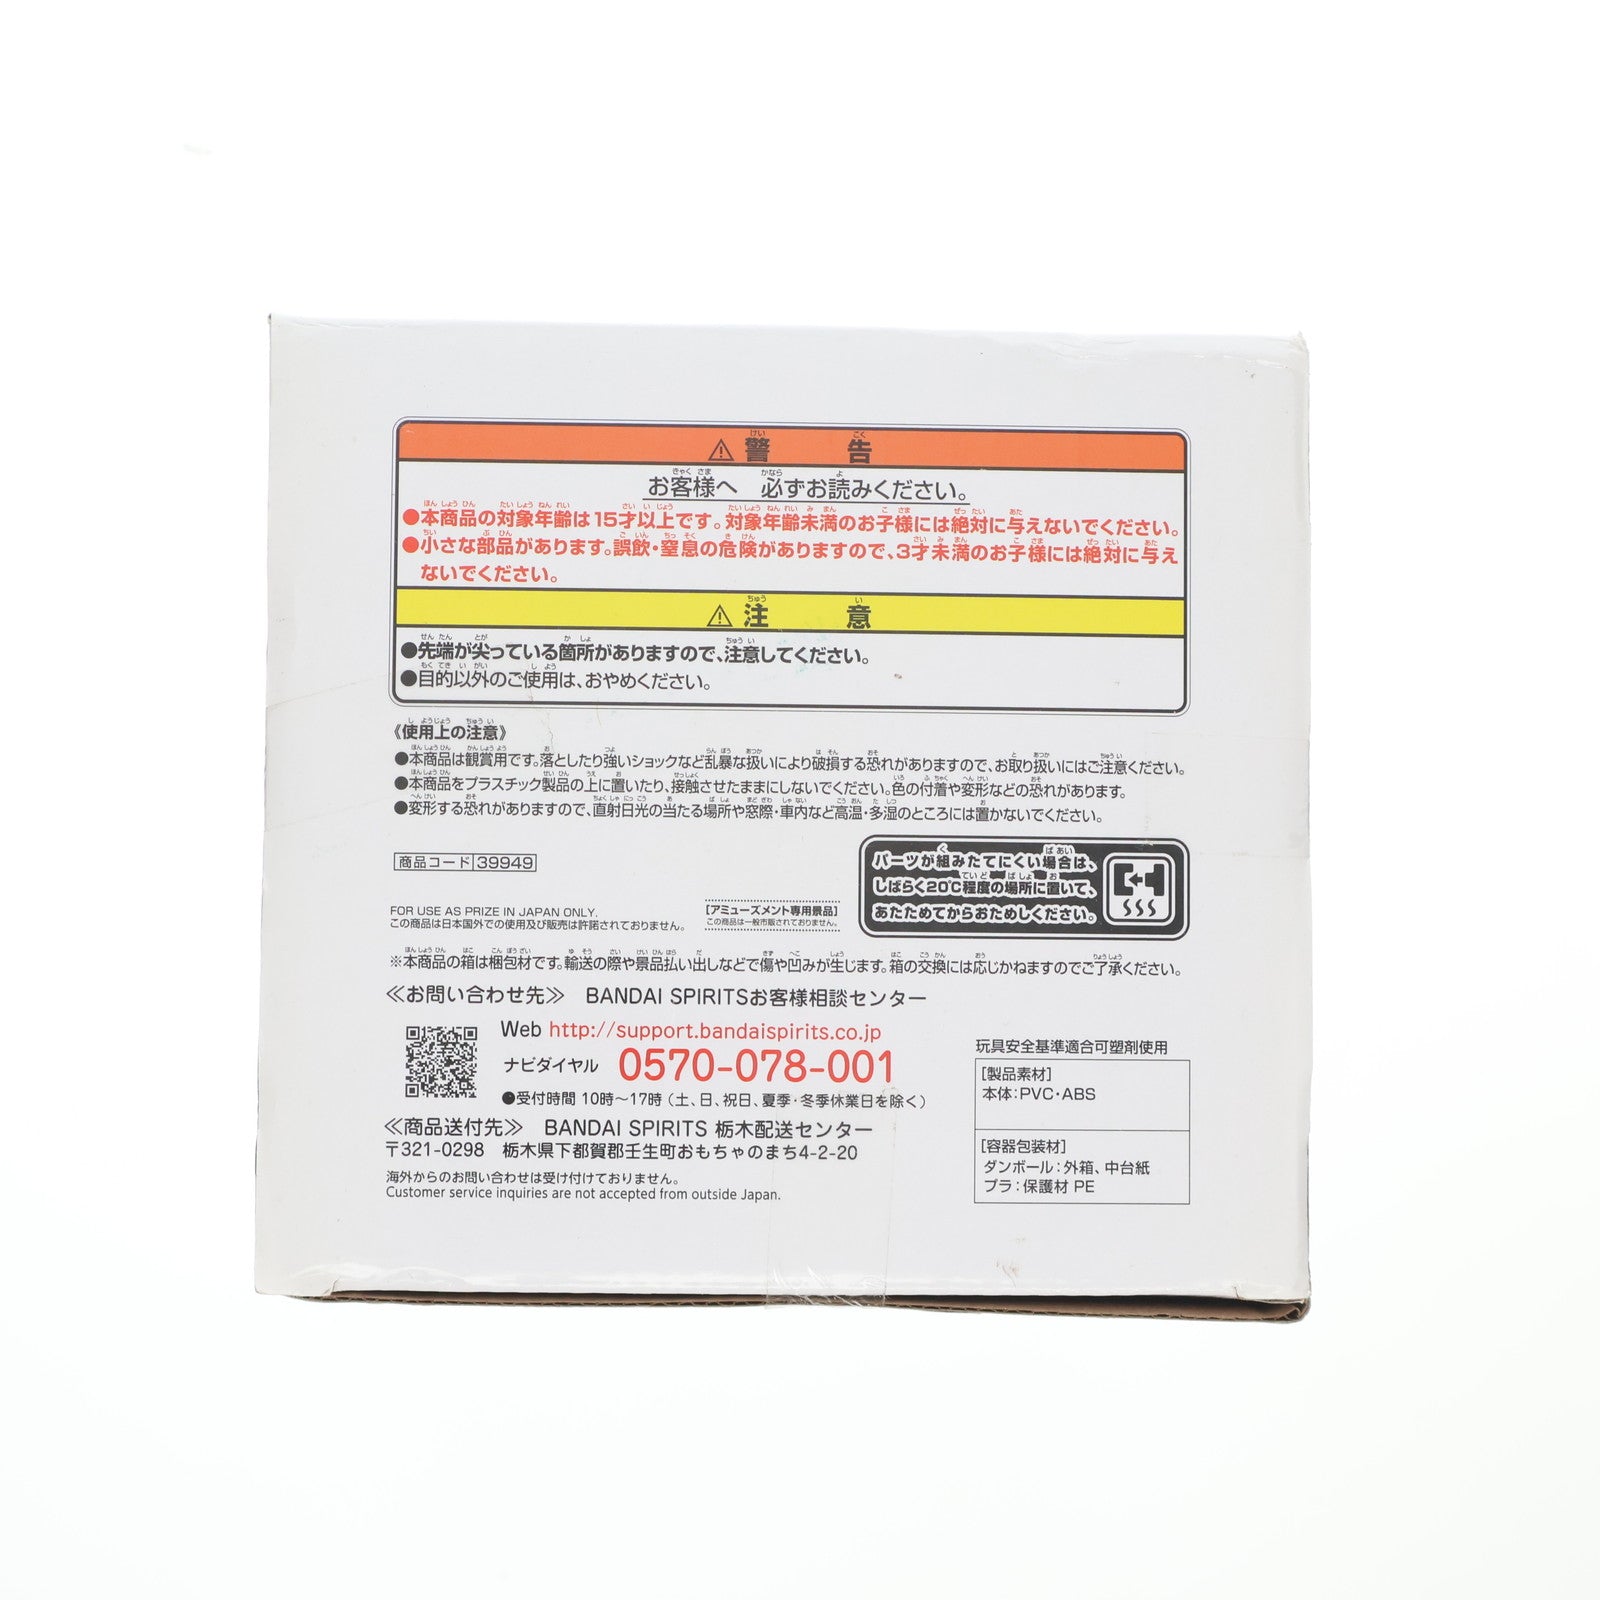 ⚠警告
お客様へ 必ずお読みください。
●本商品の対象年齢は15才以上です。対象年齢未満のお子様には絶対に与えないでください。
●小さな部品があります。誤飲・窒息の危険がありますので、3才未満のお子様には絶対に与え
ないでください。
⚠注意
●先端が尖っている箇所がありますので、注意してください。
●目的以外のご使用は、おやめください。
《使用上の注意》
●本商品は観賞用です。落としたり強いショックなど乱暴な扱いにより破損する恐れがありますので、お取り扱いにはご注意ください。
●本商品をプラスチック製品の上に置いたり、接触させたままにしないでください。色の付着や変形などの恐れがあります。
●変形する恐れがありますので、直射日光の当たる場所や窓際・車内など高温・多湿のところには置かないでください。
商品コード 39949
パーツが組みたてにくい場合は、
しばらく20℃程度の場所に置いて、
あたためてからおためしください。
FOR USE AS PRIZE IN JAPAN ONLY.
この商品は日本国外での使用及び販売は許諾されておりません。
[アミューズメント専用景品]
この商品は一般市販されておりません。
※本商品の箱は梱包材です。輸送の際や景品払い出しなどで傷や凹みが生じます。箱の交換には応じかねますのでご了承ください。
≪お問い合わせ先≫ BANDAI SPIRITSお客様相談センター
Web http://support.bandaispirits.co.jp
ナビダイヤル 0570-078-001
●受付時間 10時～17時（土、日、祝日、夏季・冬季休業日を除く）
≪商品送付先≫ BANDAI SPIRITS 栃木配送センター
〒321-0298 栃木県下都賀郡壬生町おもちゃのまち4-2-20
海外からのお問い合わせは受け付けておりません。
Customer service inquiries are not accepted from outside Japan.
玩具安全基準適合可塑剤使用
[製品素材]
本体：PVC・ABS
[容器包装材]
ダンボール：外箱、中台紙
プラ：保護材 PE